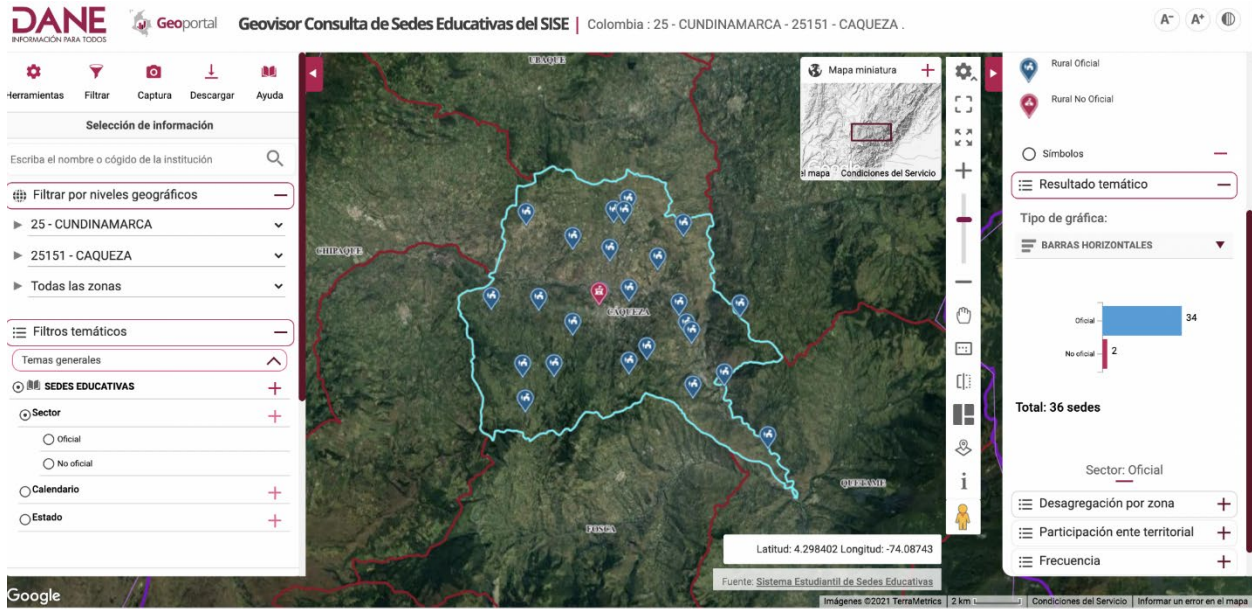 DANE
INFORMACIÓN PARA TODOS
Geoportal
Geovisor Consulta de Sedes Educativas del SISE | Colombia : 25 - CUNDINAMARCA - 25151 - CAQUEZA .
A- A+
Herramientas Filtrar Captura Descargar Ayuda
Selección de información
Escriba el nombre o cógido de la institución
Filtrar por niveles geográficos
25 - CUNDINAMARCA
25151 - CAQUEZA
Todas las zonas
Filtros temáticos
Temas generales
SEDES EDUCATIVAS
Sector
Oficial
No oficial
Calendario
Estado
UBAQUE
CHIPAQUE
CÁQUEZA
QUETAME
FOSCA
Mapa miniatura
el mapa Condiciones del Servicio
Latitud: 4.298402 Longitud: -74.08743
Fuente: Sistema Estudiantil de Sedes Educativas
Google
Imágenes ©2021 TerraMetrics 2 km Condiciones del Servicio Informar un error en el mapa
Rural Oficial
Rural No Oficial
Símbolos
Resultado temático
Tipo de gráfica:
BARRAS HORIZONTALES
Oficial 34
No oficial 2
Total: 36 sedes
Sector: Oficial
Desagregación por zona
Participación ente territorial
Frecuencia